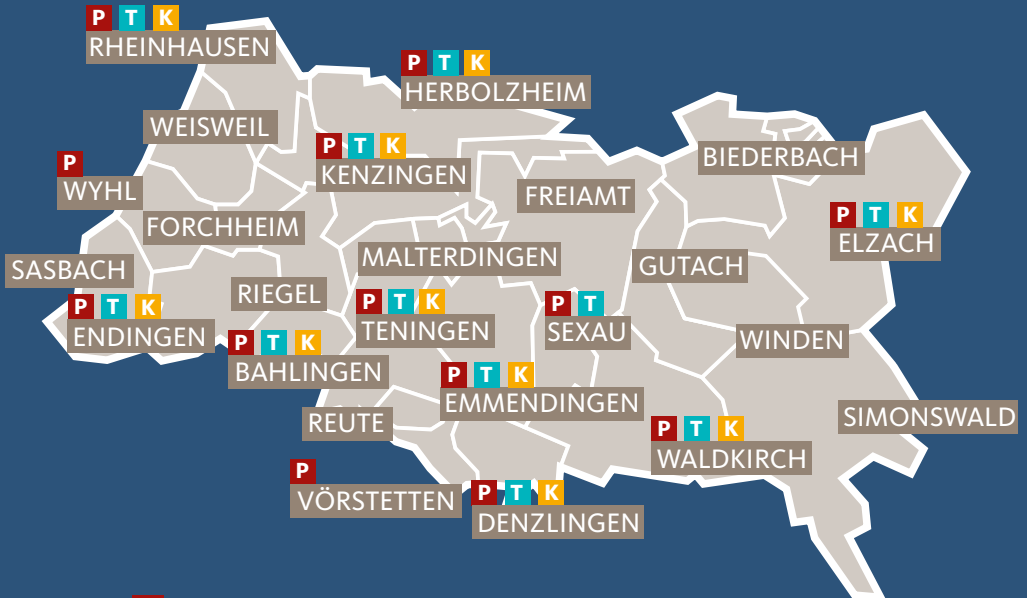 P T K
RHEINHAUSEN
P T K
HERBOLZHEIM
WEISWEIL
P T K
KENZINGEN
BIEDERBACH
P
WYHL
FREIAMT
P T K
ELZACH
FORCHHEIM
MALTERDINGEN
GUTACH
SASBACH
RIEGEL
P T K
ENDINGEN
P T K
TENINGEN
P T
SEXAU
WINDEN
P T K
BAHLINGEN
P T K
EMMENDINGEN
REUTE
SIMONSWALD
P T K
WALDKIRCH
P
VÖRSTETTEN
P T K
DENZLINGEN